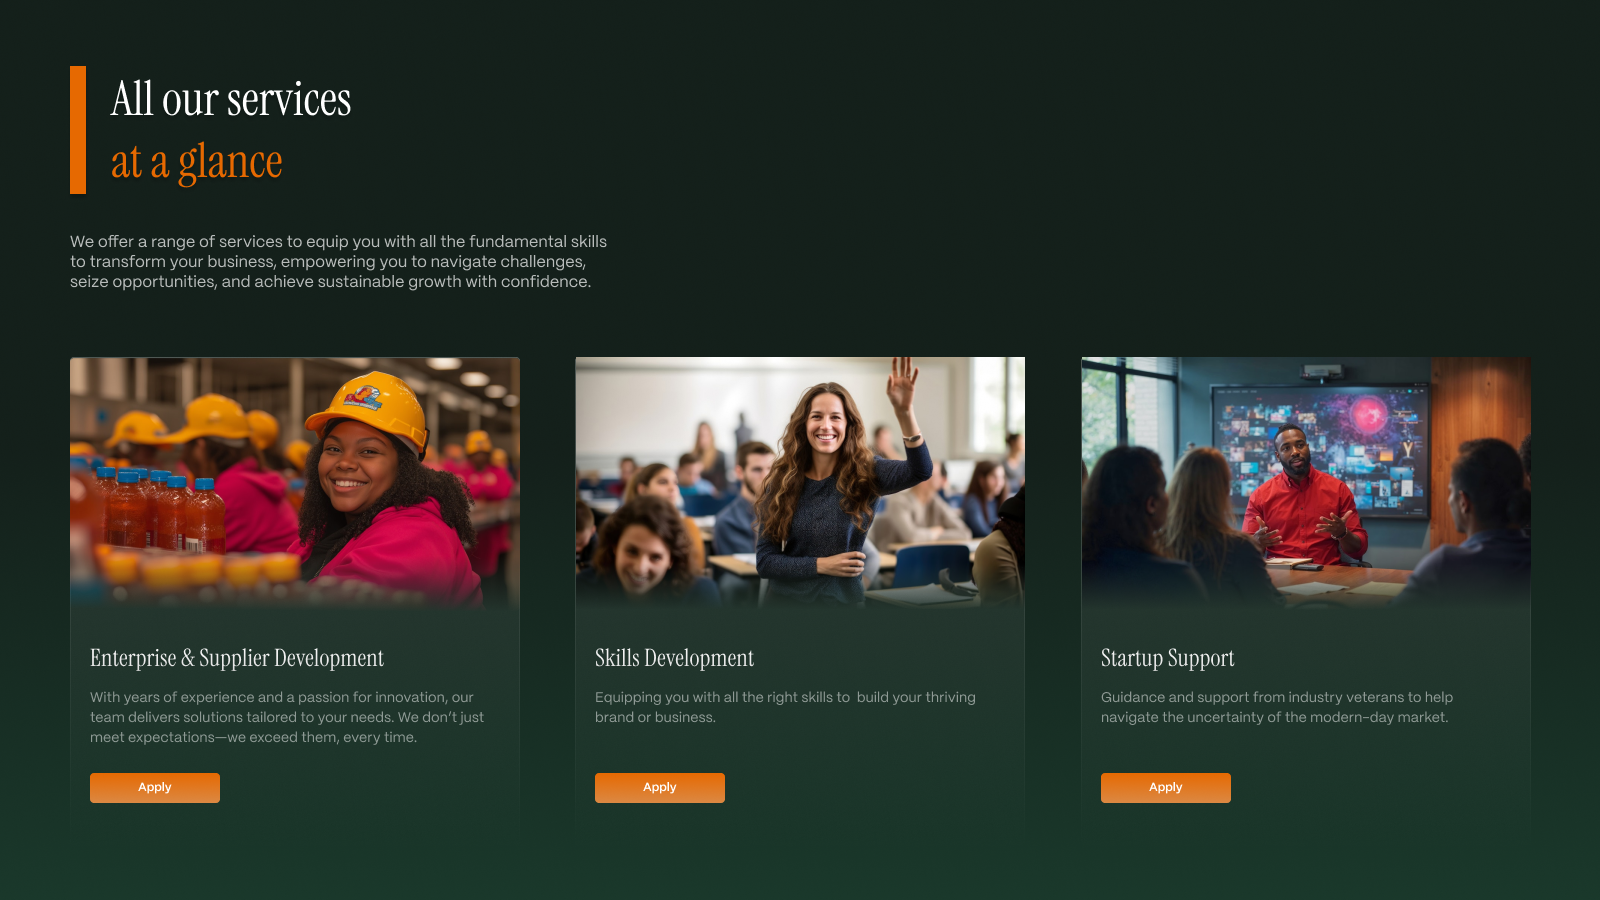 All our services
at a glance
We offer a range of services to equip you with all the fundamental skills
to transform your business, empowering you to navigate challenges,
seize opportunities, and achieve sustainable growth with confidence.
Enterprise & Supplier Development
With years of experience and a passion for innovation, our
team delivers solutions tailored to your needs. We don’t just
meet expectations—we exceed them, every time.
Apply
Skills Development
Equipping you with all the right skills to  build your thriving
brand or business.
Apply
Startup Support
Guidance and support from industry veterans to help
navigate the uncertainty of the modern-day market.
Apply